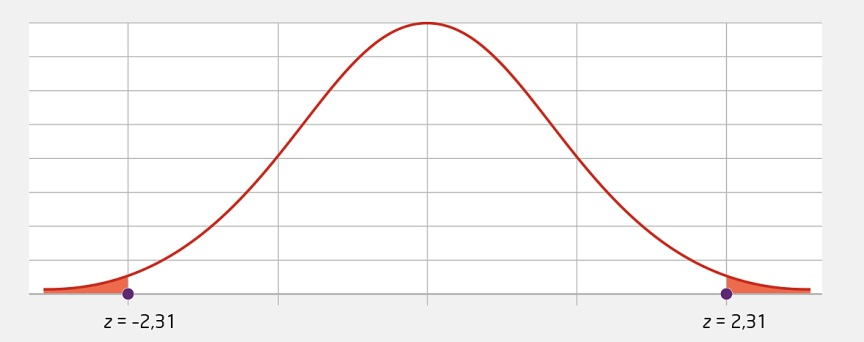 z = -2,31
z = 2,31